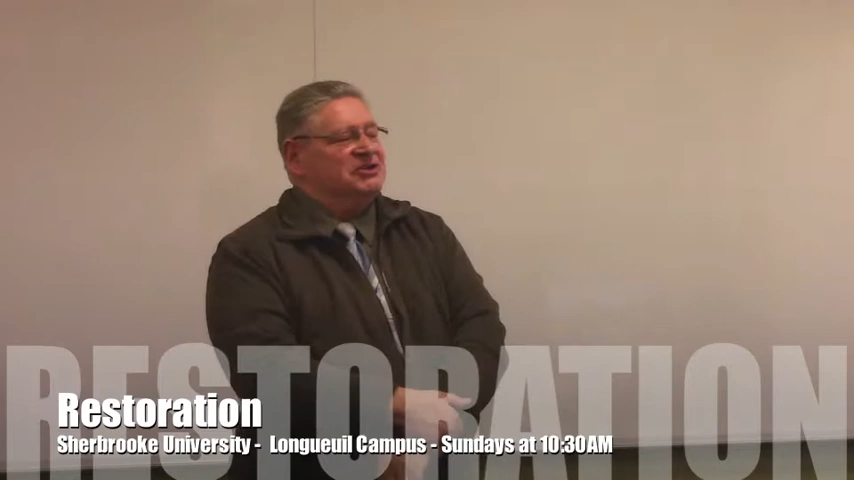 RESTORATION
Restoration
Sherbrooke University - Longueuil Campus - Sundays at 10:30AM